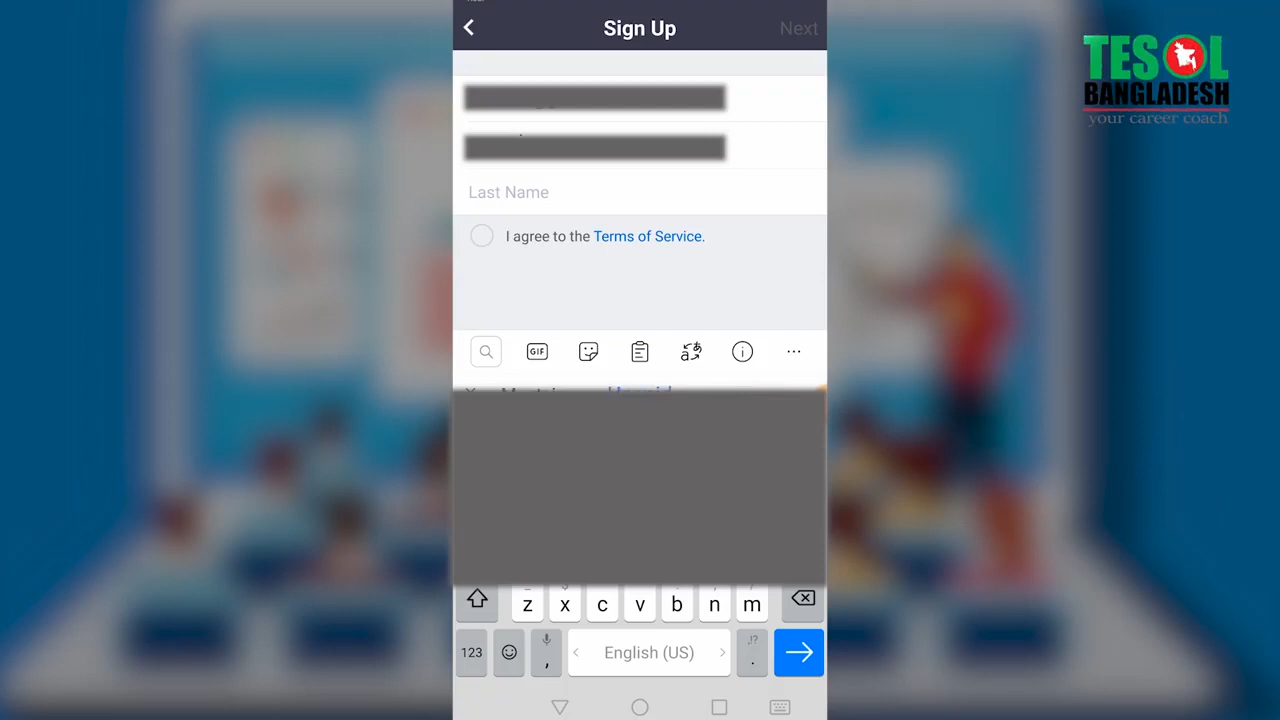 Sign Up
Next
TESOL
BANGLADESH
your career coach
Last Name
I agree to the Terms of Service.
GIF
z x c v b n m
123
,
English (US)
,!?
.